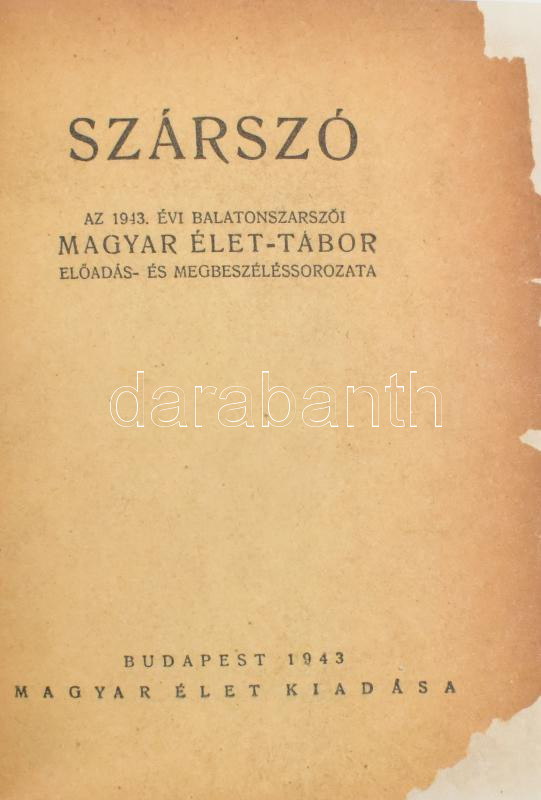 SZÁRSZÓ
AZ 1943. ÉVI BALATONSZARSZÓI
MAGYAR ÉLET-TÁBOR
ELŐADÁS- ÉS MEGBESZÉLÉSSOROZATA
darabanth
BUDAPEST 1943
MAGYAR ÉLET KIADÁSA